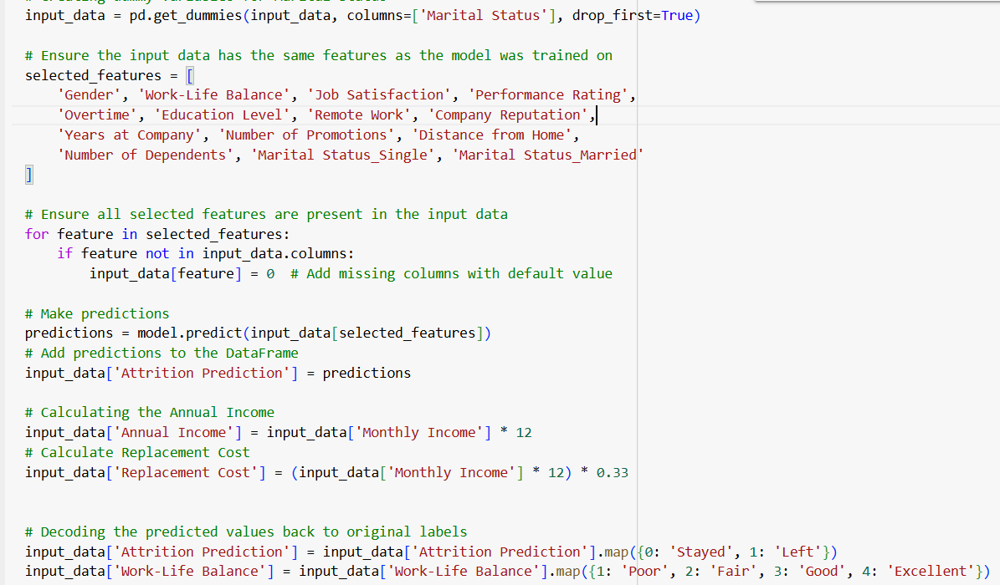 input_data = pd.get_dummies(input_data, columns=['Marital Status'], drop_first=True)
# Ensure the input data has the same features as the model was trained on
selected_features = [
    'Gender', 'Work-Life Balance', 'Job Satisfaction', 'Performance Rating',
    'Overtime', 'Education Level', 'Remote Work', 'Company Reputation',
    'Years at Company', 'Number of Promotions', 'Distance from Home',
    'Number of Dependents', 'Marital Status_Single', 'Marital Status_Married'
]
# Ensure all selected features are present in the input data
for feature in selected_features:
    if feature not in input_data.columns:
        input_data[feature] = 0  # Add missing columns with default value
# Make predictions
predictions = model.predict(input_data[selected_features])
# Add predictions to the DataFrame
input_data['Attrition Prediction'] = predictions
# Calculating the Annual Income
input_data['Annual Income'] = input_data['Monthly Income'] * 12
# Calculate Replacement Cost
input_data['Replacement Cost'] = (input_data['Monthly Income'] * 12) * 0.33
# Decoding the predicted values back to original labels
input_data['Attrition Prediction'] = input_data['Attrition Prediction'].map({0: 'Stayed', 1: 'Left'})
input_data['Work-Life Balance'] = input_data['Work-Life Balance'].map({1: 'Poor', 2: 'Fair', 3: 'Good', 4: 'Excellent'})